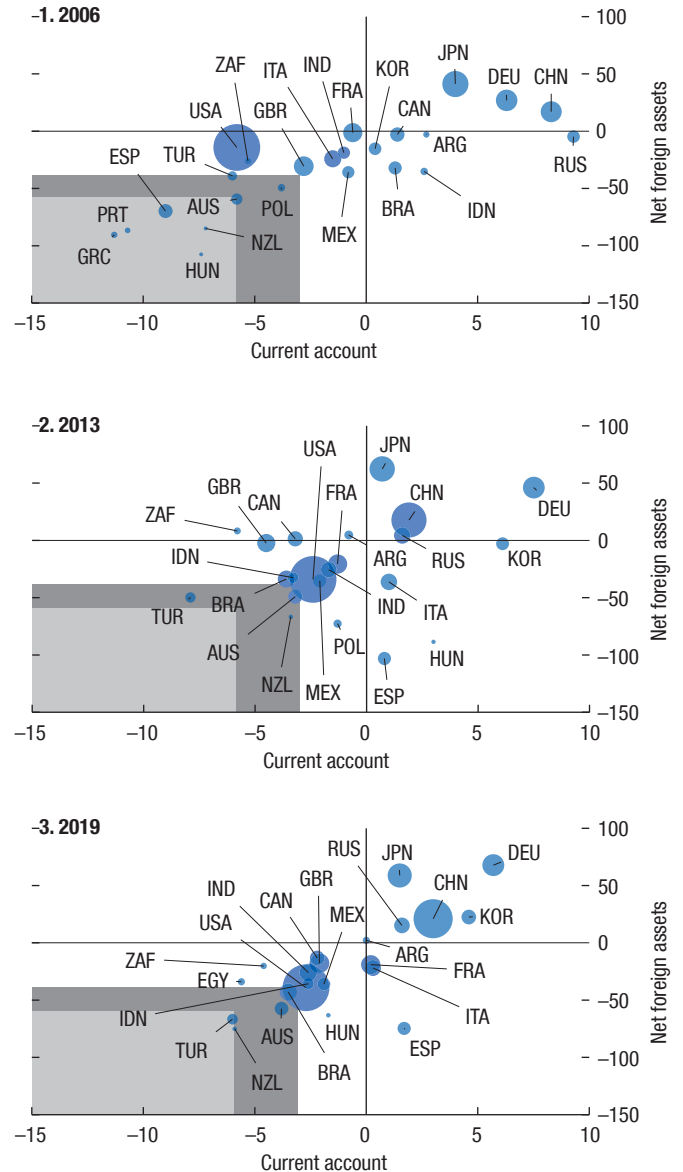 1. 2006
100
JPN
IND
ZAF
ITA
KOR
DEU
CHN
FRA
50
USA
GBR
CAN
0
ARG
RUS
TUR
ESP
–50
AUS
POL
BRA
IDN
MEX
PRT
NZL
–100
GRC
HUN
–150
–15
–10
–5
0
5
10
Current account
Net foreign assets
2. 2013
100
USA
JPN
GBR
FRA
CHN
50
CAN
DEU
ZAF
0
IDN
ARG
RUS
KOR
TUR
BRA
IND
ITA
–50
AUS
POL
HUN
NZL
MEX
ESP
–100
–150
–15
–10
–5
0
5
10
Current account
Net foreign assets
3. 2019
100
RUS
JPN
DEU
GBR
IND
CAN
CHN
50
USA
MEX
KOR
ZAF
ARG
0
EGY
FRA
IDN
ITA
–50
AUS
HUN
TUR
ESP
NZL
BRA
–100
–150
–15
–10
–5
0
5
10
Current account
Net foreign assets